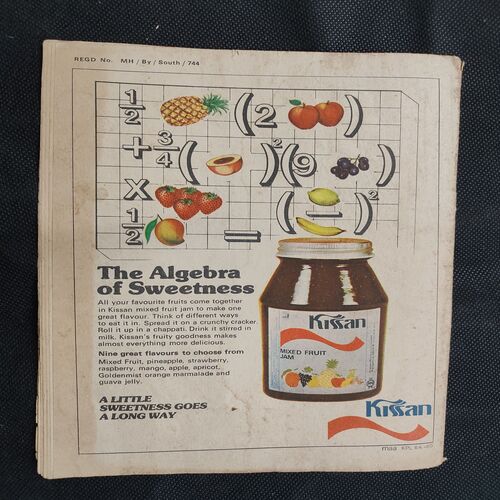 REGD No. MH / By / South / 744
1/2 (2 )
+ 3/4 ( )² (9 )
X ( — )²
1/2 =
The Algebra
of Sweetness
All your favourite fruits come together
in Kissan mixed fruit jam to make one
great flavour. Think of different ways
to eat it in. Spread it on a crunchy cracker.
Roll it up in a chappati. Drink it stirred in
milk. Kissan's fruity goodness makes
almost everything more delicious.
Nine great flavours to choose from
Mixed Fruit, pineapple, strawberry,
raspberry, mango, apple, apricot,
Goldenmist orange marmalade and
guava jelly.
A LITTLE
SWEETNESS GOES
A LONG WAY
Kissan
MIXED FRUIT
JAM
Kissan
maa